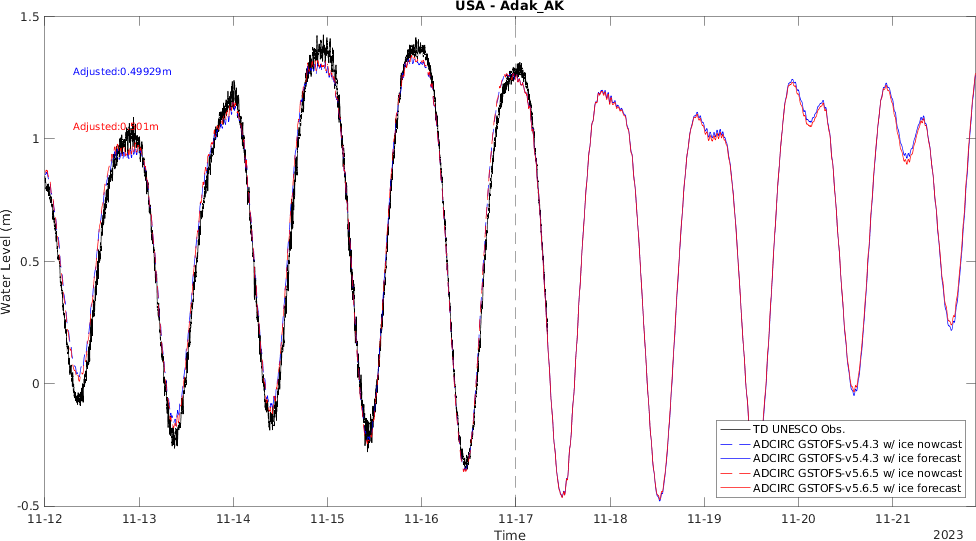 USA - Adak_AK
1.5
Adjusted:0.49929m
Adjusted: m
1
0.5
0
-0.5
Water Level (m)
TD UNESCO Obs.
ADCIRC GSTOFS-v5.4.3 w/ ice nowcast
ADCIRC GSTOFS-v5.4.3 w/ ice forecast
ADCIRC GSTOFS-v5.6.5 w/ ice nowcast
ADCIRC GSTOFS-v5.6.5 w/ ice forecast
11-12 11-13 11-14 11-15 11-16 11-17 11-18 11-19 11-20 11-21
Time
2023